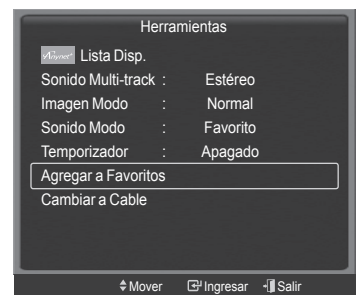 Herramientas
Anynet+ Lista Disp.
Sonido Multi-track : Estéreo
Imagen Modo : Normal
Sonido Modo : Favorito
Temporizador : Apagado
Agregar a Favoritos
Cambiar a Cable
Mover Ingresar Salir